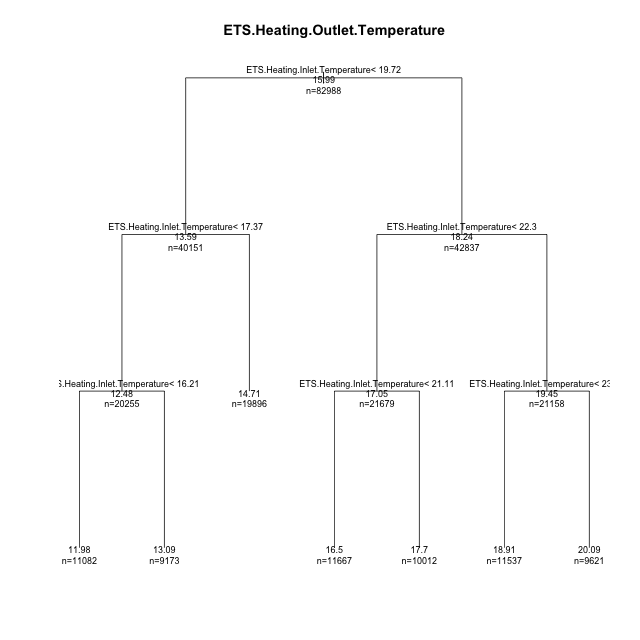 ETS.Heating.Outlet.Temperature
ETS.Heating.Inlet.Temperature< 19.72
15.99
n=82988
ETS.Heating.Inlet.Temperature< 17.37
13.59
n=40151
ETS.Heating.Inlet.Temperature< 22.3
18.24
n=42837
S.Heating.Inlet.Temperature< 16.21
12.48
n=20255
14.71
n=19896
ETS.Heating.Inlet.Temperature< 21.11
17.05
n=21679
ETS.Heating.Inlet.Temperature< 23
19.45
n=21158
11.98
n=11082
13.09
n=9173
16.5
n=11667
17.7
n=10012
18.91
n=11537
20.09
n=9621